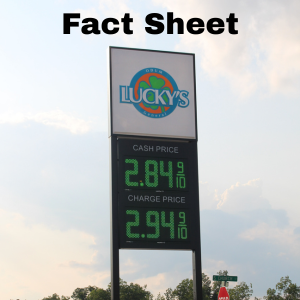 Fact Sheet
LUCKY'S
CASH PRICE
2.84 9/10
CHARGE PRICE
2.94 9/10